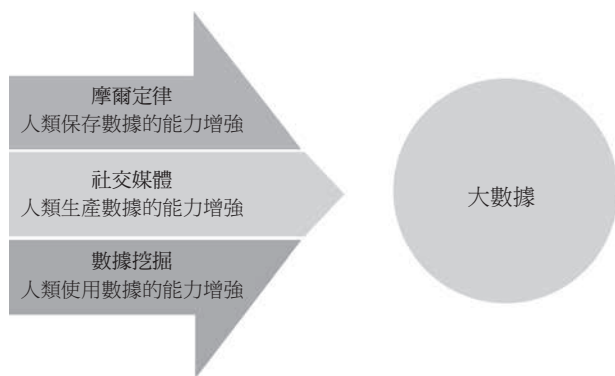 摩爾定律
人類保存數據的能力增強
社交媒體
人類生產數據的能力增強
數據挖掘
人類使用數據的能力增強
大數據